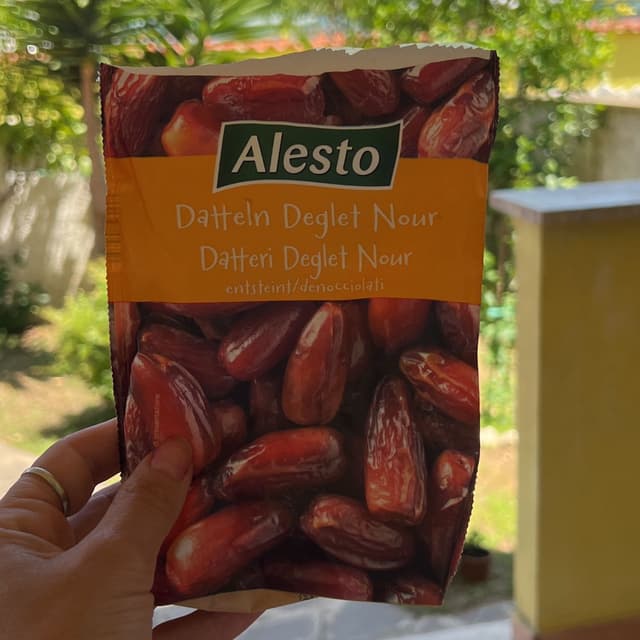 Alesto
Datteln Deglet Nour
Datteri Deglet Nour
entsteint/denocciolati